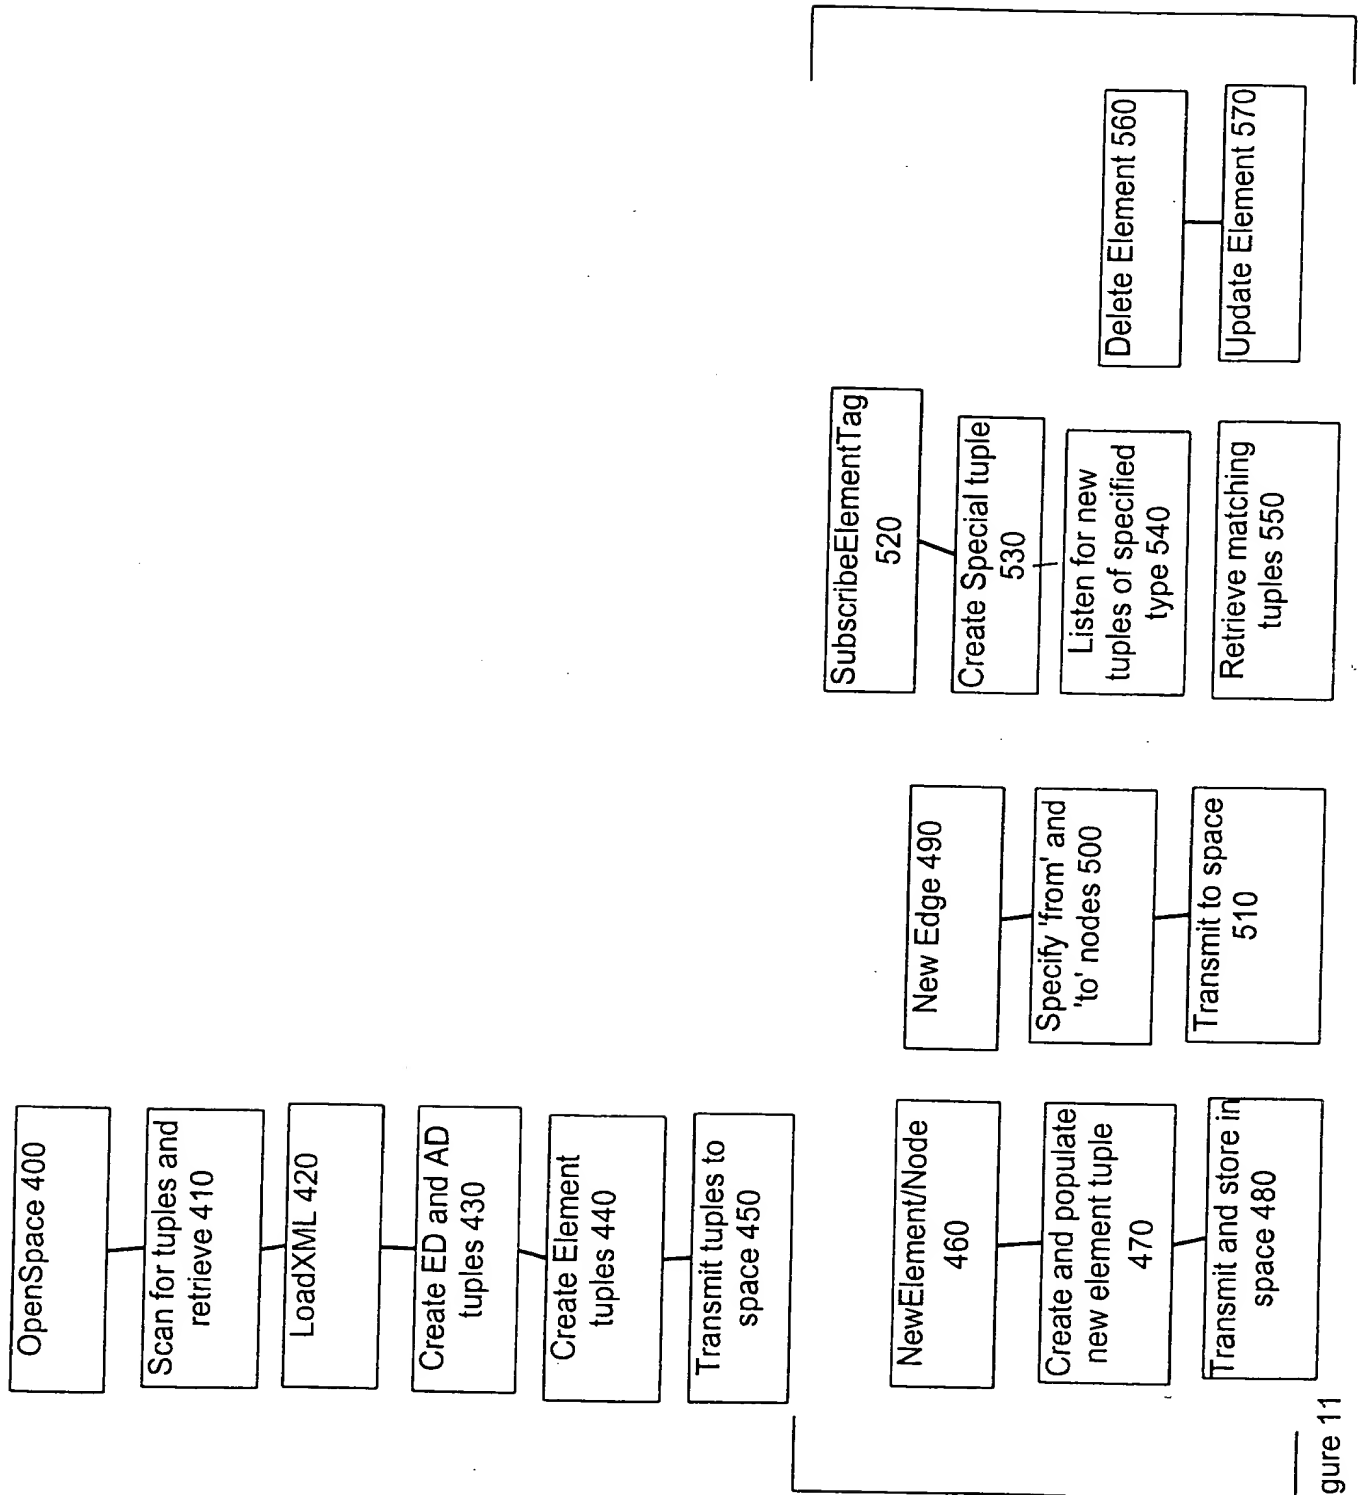 OpenSpace 400
Scan for tuples and
retrieve 410
LoadXML 420
Create ED and AD
tuples 430
Create Element
tuples 440
Transmit tuples to
space 450
NewElement/Node
460
Create and populate
new element tuple
470
Transmit and store in
space 480
New Edge 490
Specify 'from' and
'to' nodes 500
Transmit to space
510
SubscribeElementTag
520
Create Special tuple
530
Listen for new
tuples of specified
type 540
Retrieve matching
tuples 550
Delete Element 560
Update Element 570
gure 11